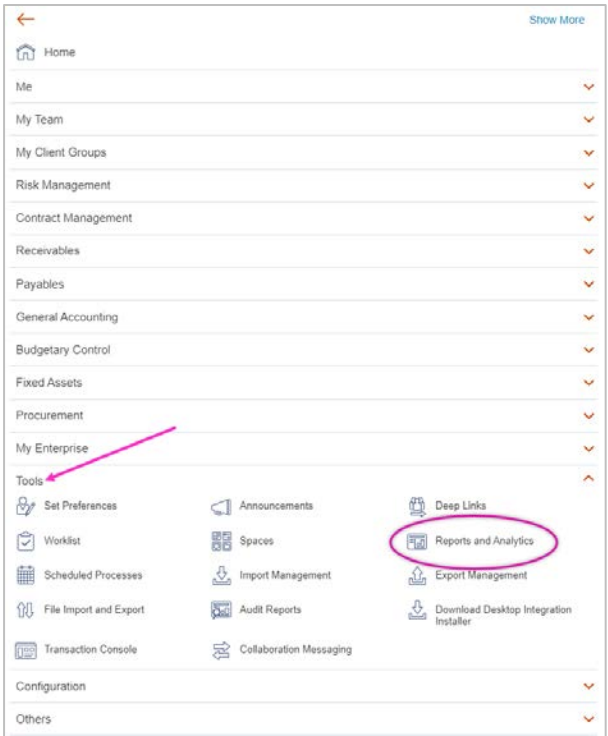 Show More
Home
Me
My Team
My Client Groups
Risk Management
Contract Management
Receivables
Payables
General Accounting
Budgetary Control
Fixed Assets
Procurement
My Enterprise
Tools
Set Preferences
Announcements
Deep Links
Worklist
Spaces
Reports and Analytics
Scheduled Processes
Import Management
Export Management
File Import and Export
Audit Reports
Download Desktop Integration
Installer
Transaction Console
Collaboration Messaging
Configuration
Others